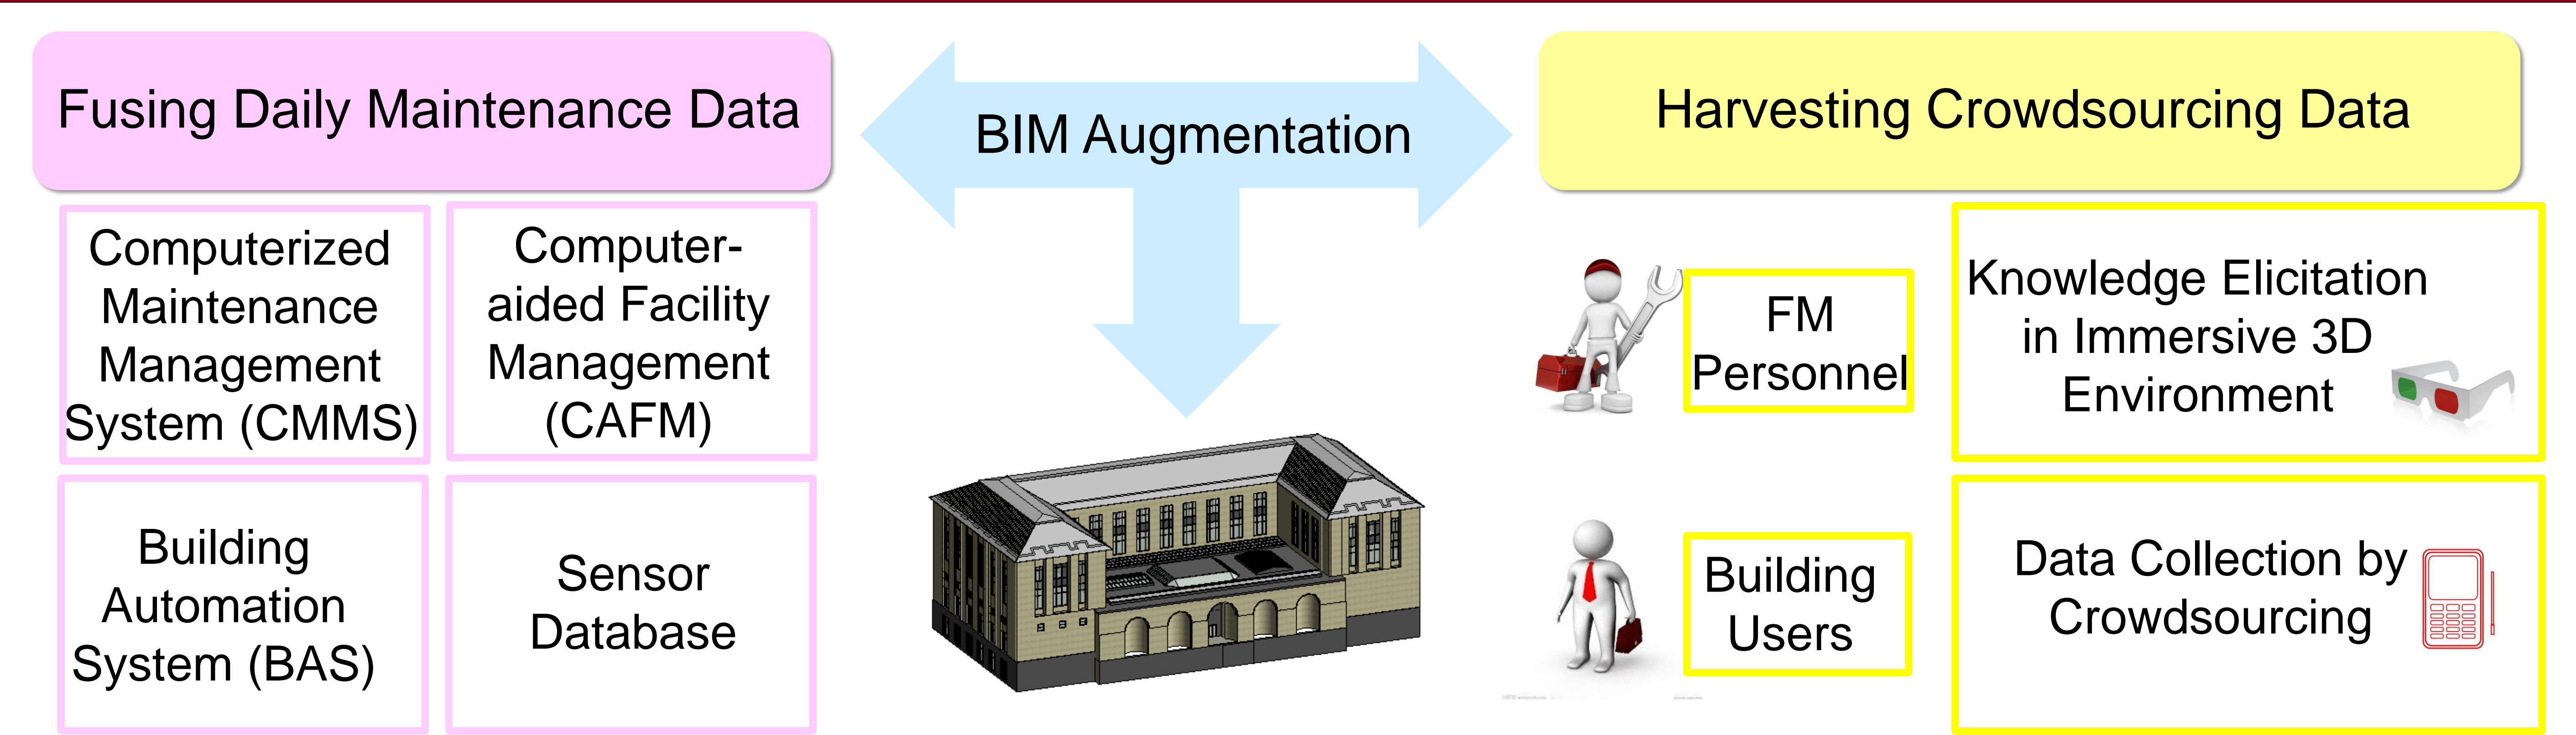 Fusing Daily Maintenance Data
BIM Augmentation
Harvesting Crowdsourcing Data
Computerized
Maintenance
Management
System (CMMS)
Computer-
aided Facility
Management
(CAFM)
Building
Automation
System (BAS)
Sensor
Database
FM
Personnel
Knowledge Elicitation
in Immersive 3D
Environment
Building
Users
Data Collection by
Crowdsourcing